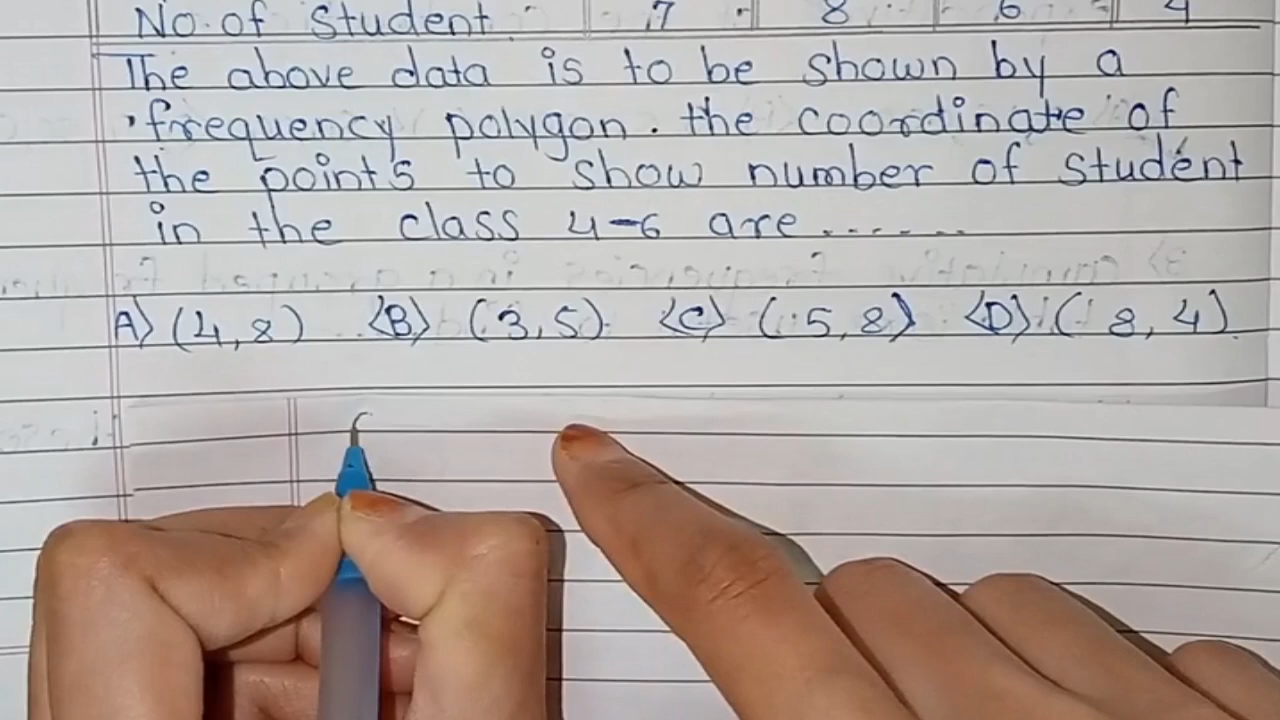 No. of Student 7 8 6 4
The above data is to be shown by a
frequency polygon. the coordinate of
the points to show number of student
in the class 4-6 are.......
A) (4,8) <B> (3,5) <C> (5,8) <D> (8,4)